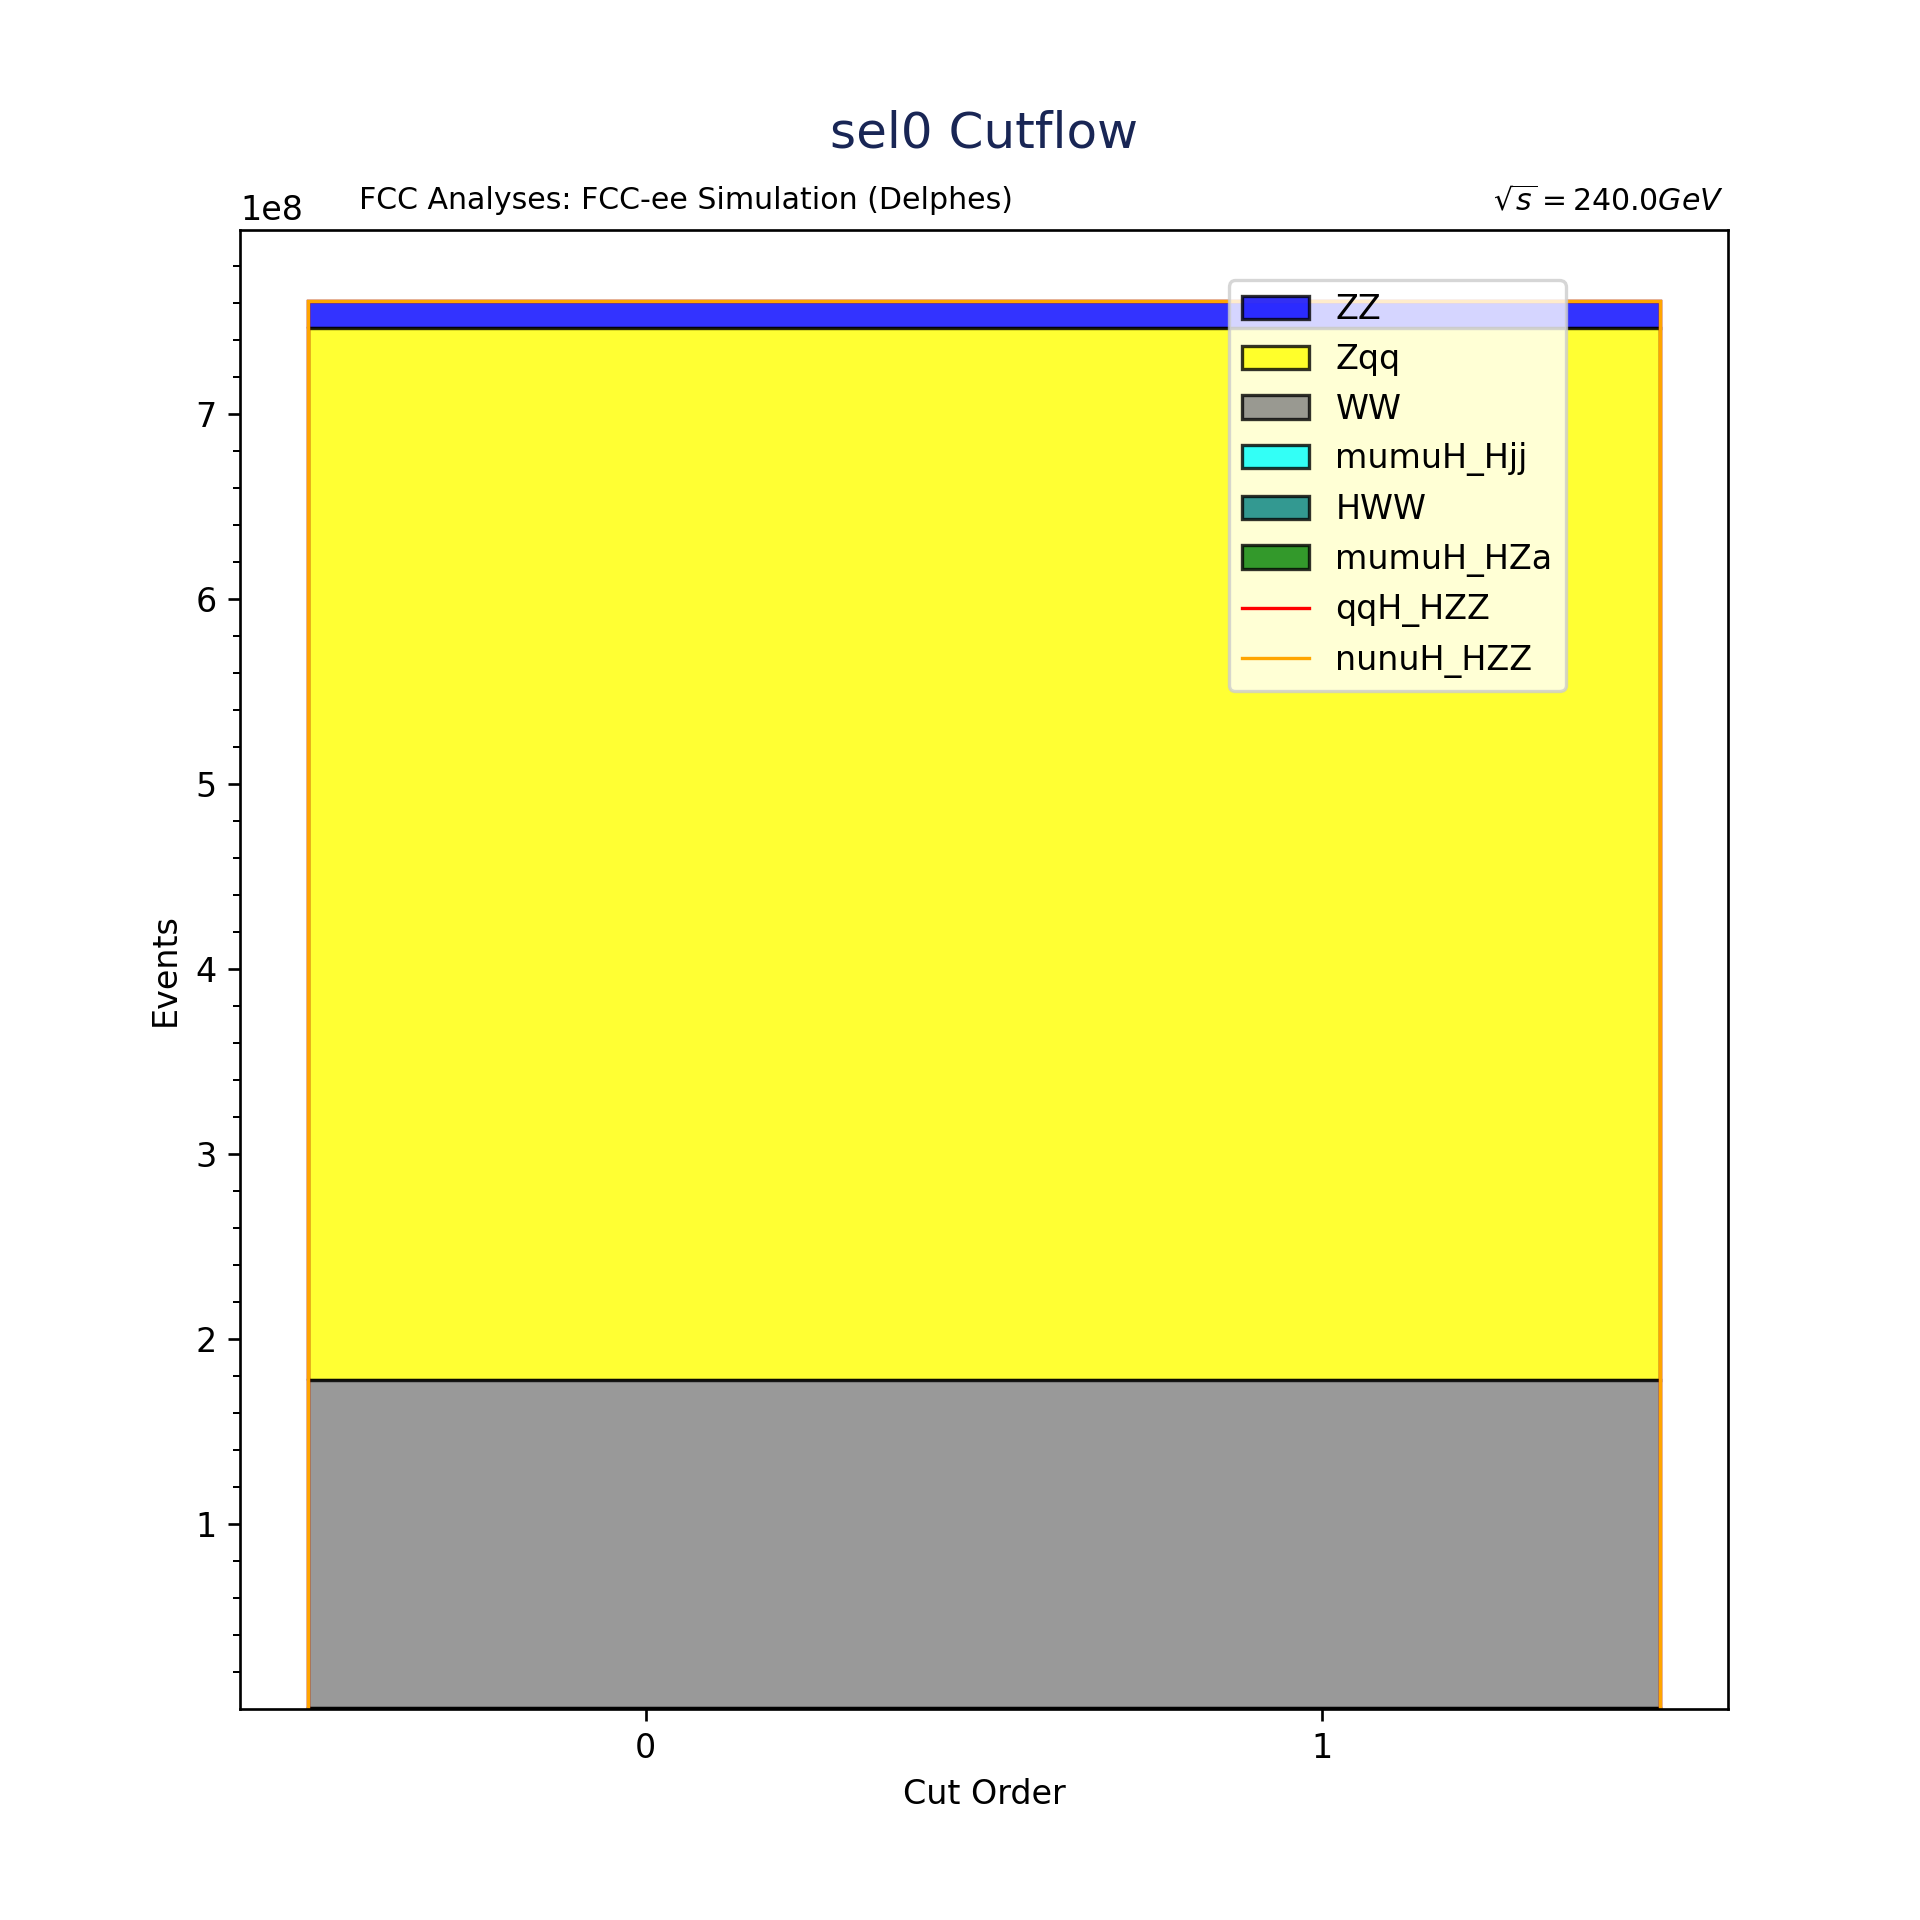 sel0 Cutflow
1e8
FCC Analyses: FCC-ee Simulation (Delphes)
√s = 240.0GeV
ZZ
Zqq
WW
mumuH_Hjj
HWW
mumuH_HZa
qqH_HZZ
nunuH_HZZ
7
6
5
4
3
2
1
Events
0
1
Cut Order